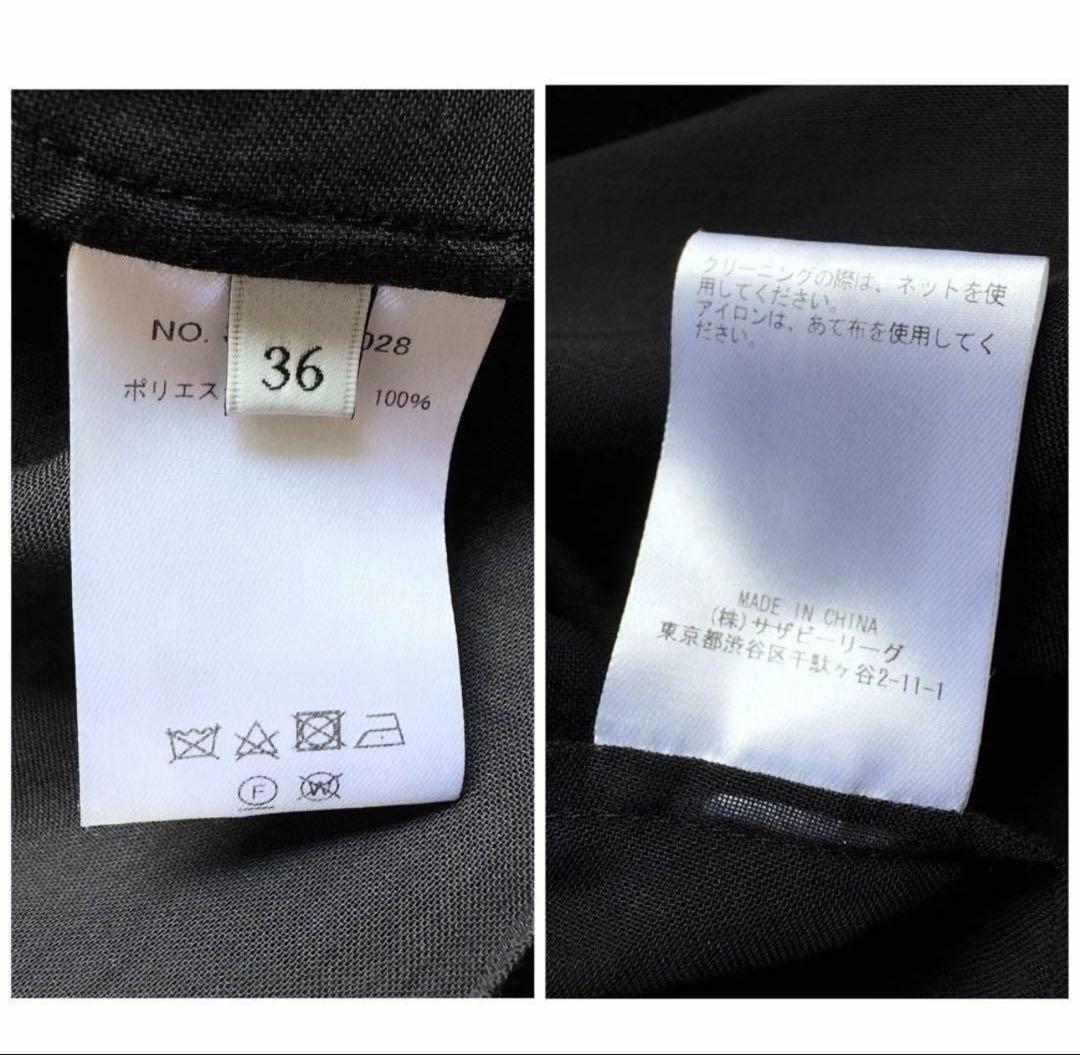 NO. 028
36
ポリエス 100%
F
W
クリーニングの際は、ネットを使
用してください。
アイロンは、あて布を使用してく
ださい。
MADE IN CHINA
(株)サザビーリーグ
東京都渋谷区千駄ヶ谷2-11-1